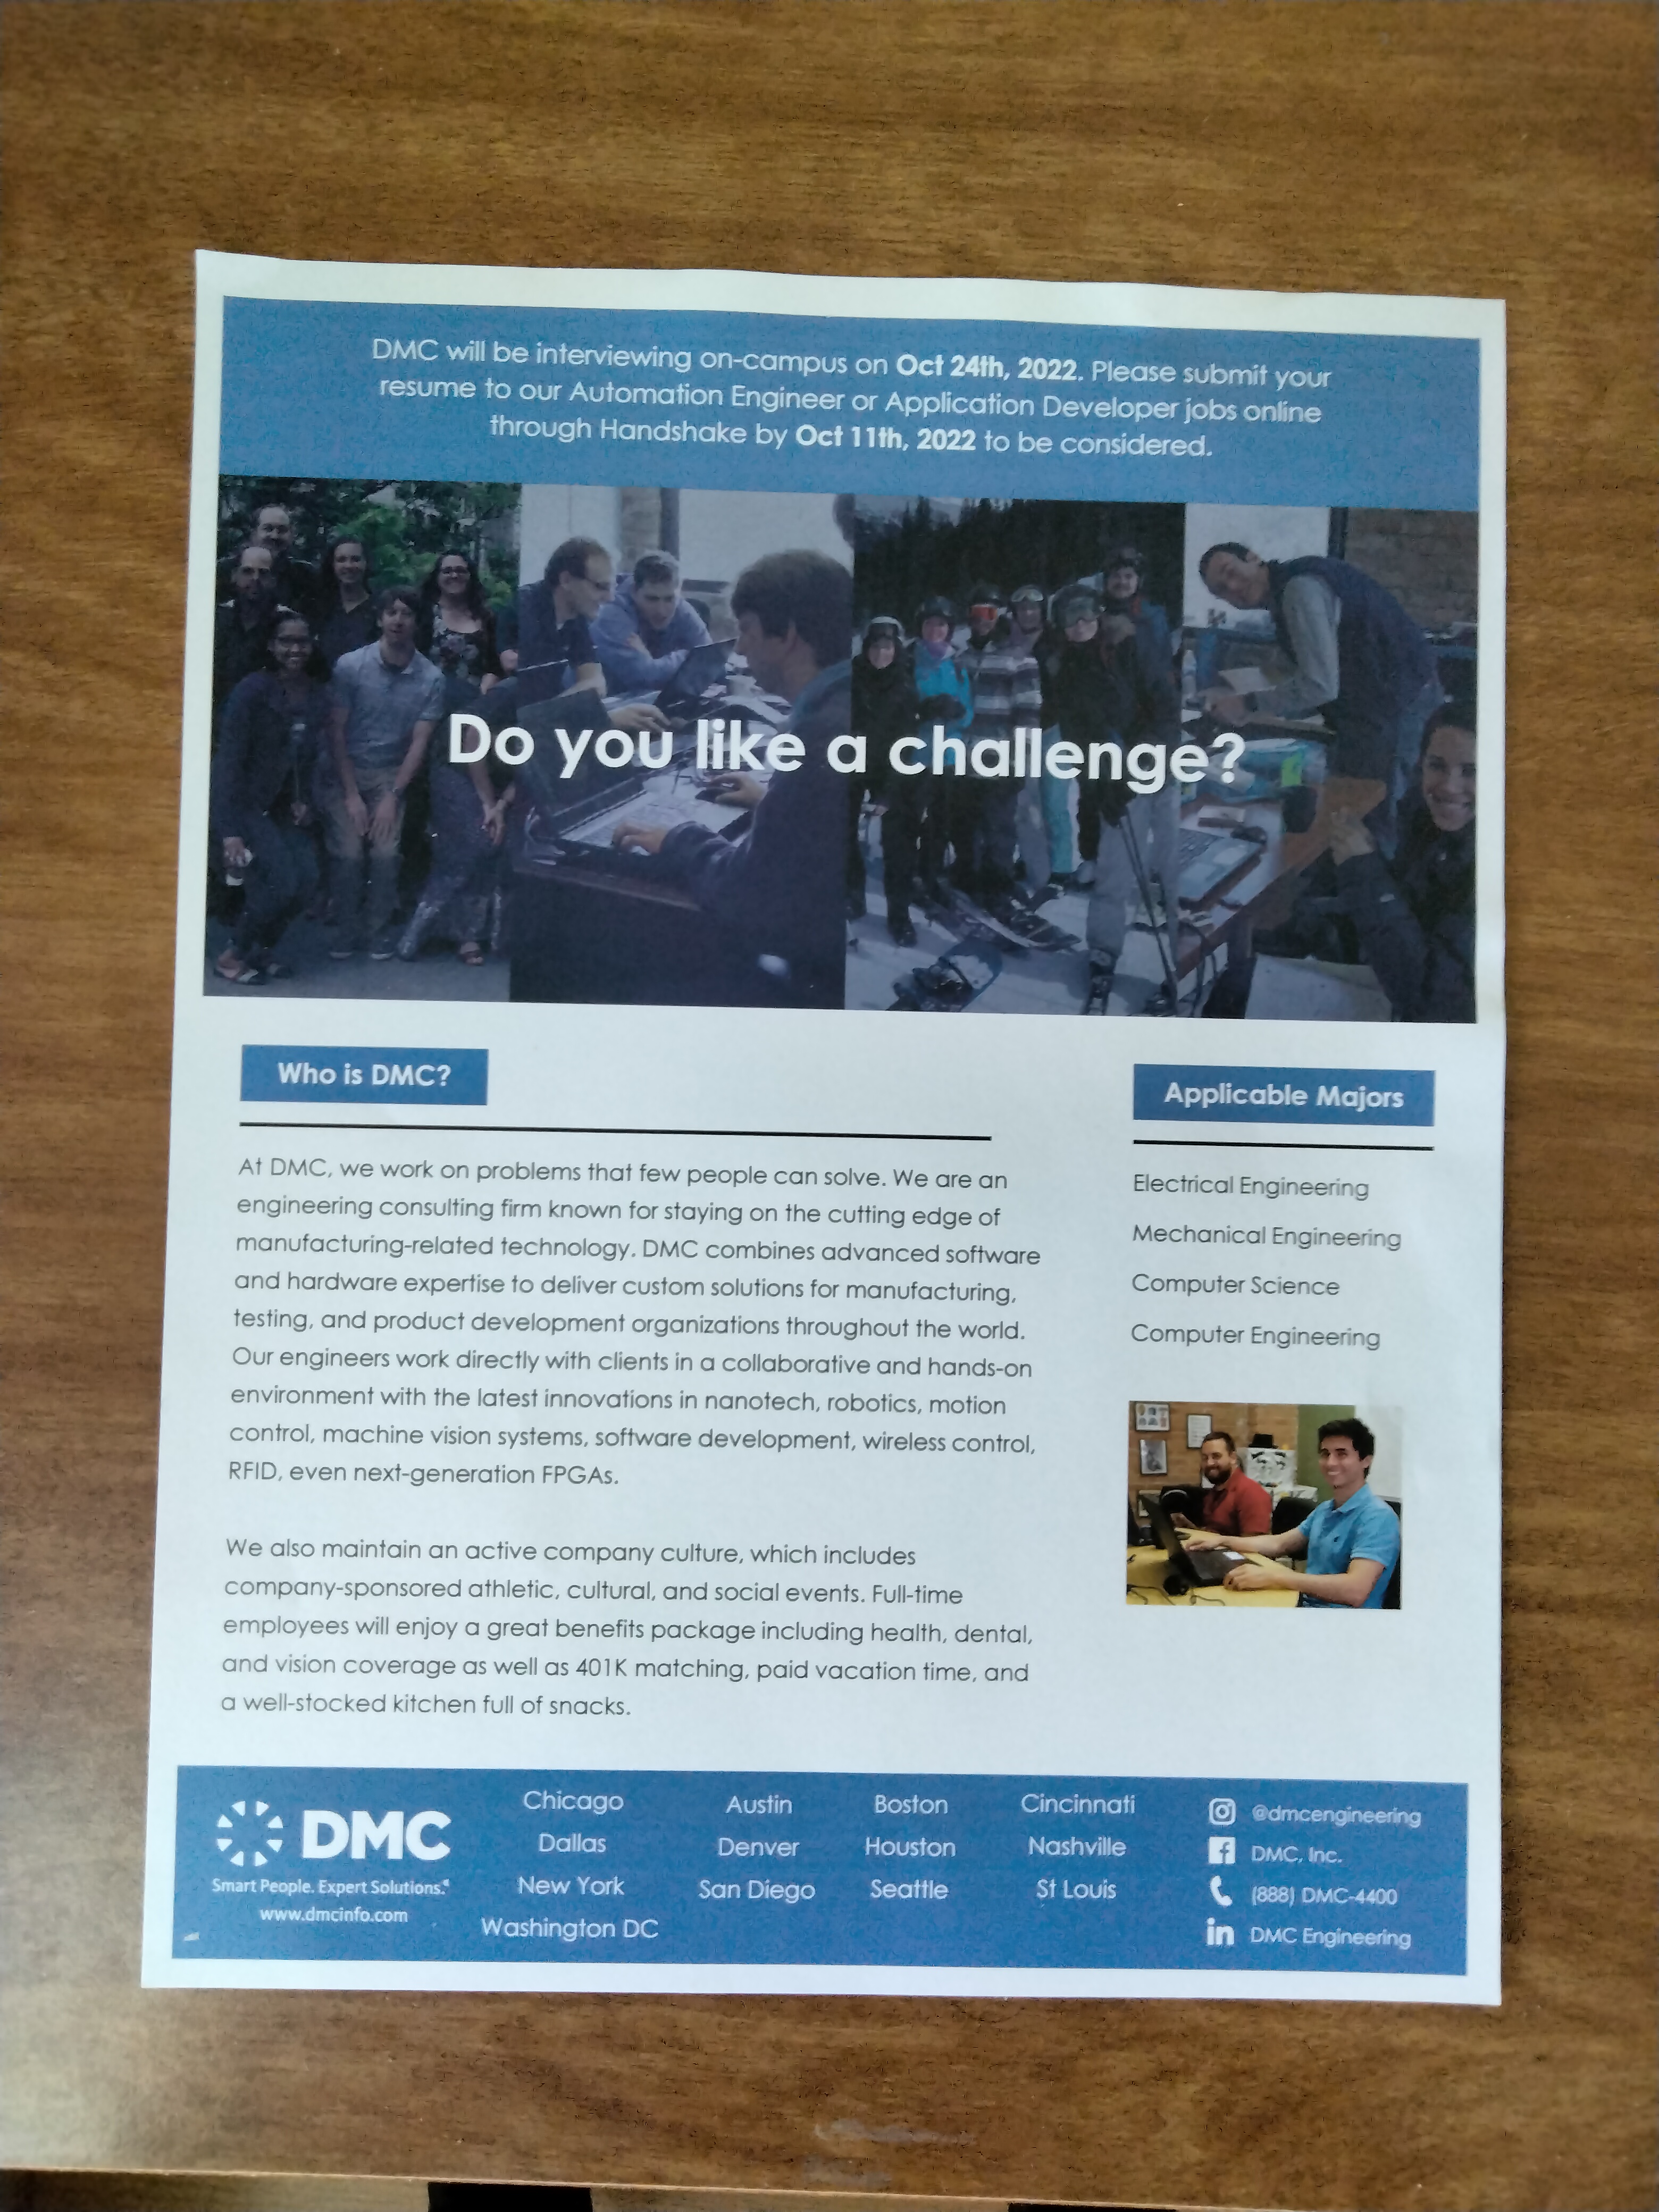 DMC will be interviewing on-campus on Oct 24th, 2022. Please submit your
resume to our Automation Engineer or Application Developer jobs online
through Handshake by Oct 11th, 2022 to be considered.
Do you like a challenge?
Who is DMC?
At DMC, we work on problems that few people can solve. We are an
engineering consulting firm known for staying on the cutting edge of
manufacturing-related technology. DMC combines advanced software
and hardware expertise to deliver custom solutions for manufacturing,
testing, and product development organizations throughout the world.
Our engineers work directly with clients in a collaborative and hands-on
environment with the latest innovations in nanotech, robotics, motion
control, machine vision systems, software development, wireless control,
RFID, even next-generation FPGAs.
We also maintain an active company culture, which includes
company-sponsored athletic, cultural, and social events. Full-time
employees will enjoy a great benefits package including health, dental,
and vision coverage as well as 401K matching, paid vacation time, and
a well-stocked kitchen full of snacks.
Applicable Majors
Electrical Engineering
Mechanical Engineering
Computer Science
Computer Engineering
DMC
Smart People. Expert Solutions.®
www.dmcinfo.com
Chicago
Dallas
New York
Washington DC
Austin
Denver
San Diego
Boston
Houston
Seattle
Cincinnati
Nashville
St Louis
@dmcengineering
DMC, Inc.
(888) DMC-4400
in DMC Engineering